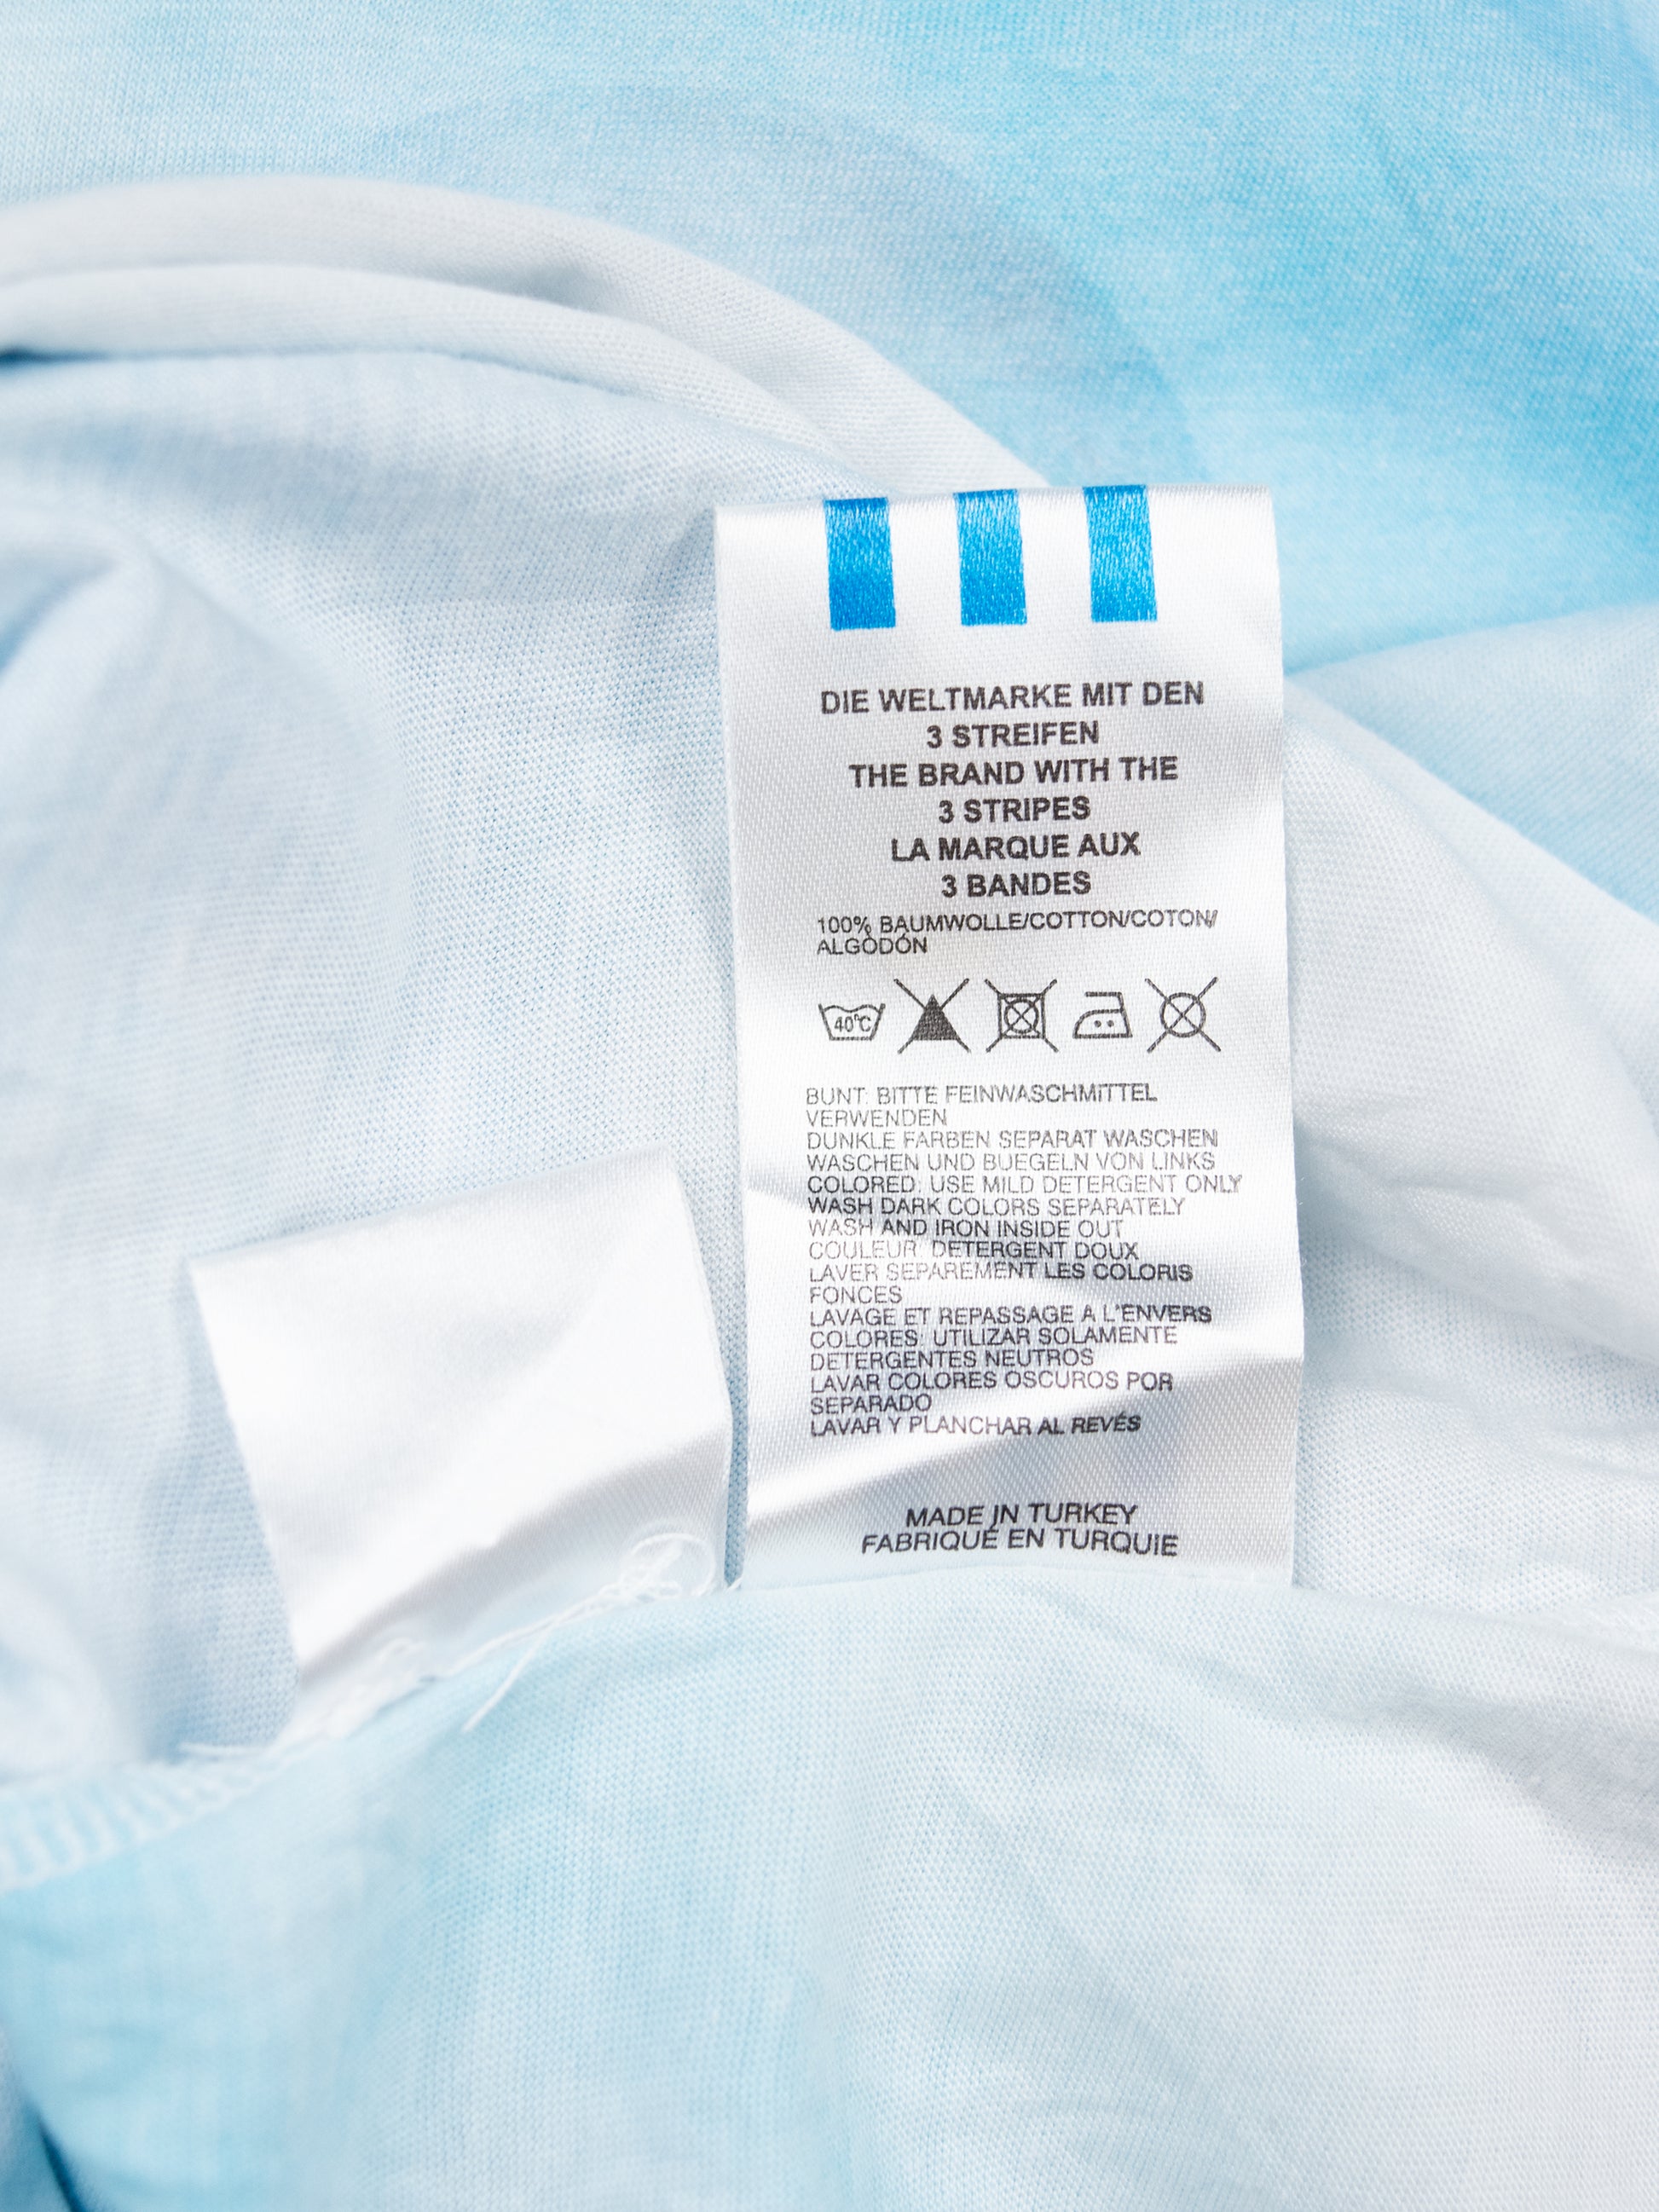 DIE WELTMARKE MIT DEN
3 STREIFEN
THE BRAND WITH THE
3 STRIPES
LA MARQUE AUX
3 BANDES
100% BAUMWOLLE/COTTON/COTON/
ALGODÓN
40°C
BUNT: BITTE FEINWASCHMITTEL
VERWENDEN
DUNKLE FARBEN SEPARAT WASCHEN
WASCHEN UND BUEGELN VON LINKS
COLORED: USE MILD DETERGENT ONLY
WASH DARK COLORS SEPARATELY
WASH AND IRON INSIDE OUT
COULEUR: DETERGENT DOUX
LAVER SEPAREMENT LES COLORIS
FONCES
LAVAGE ET REPASSAGE A L'ENVERS
COLORES: UTILIZAR SOLAMENTE
DETERGENTES NEUTROS
LAVAR COLORES OSCUROS POR
SEPARADO
LAVAR Y PLANCHAR AL REVÉS
MADE IN TURKEY
FABRIQUÉ EN TURQUIE